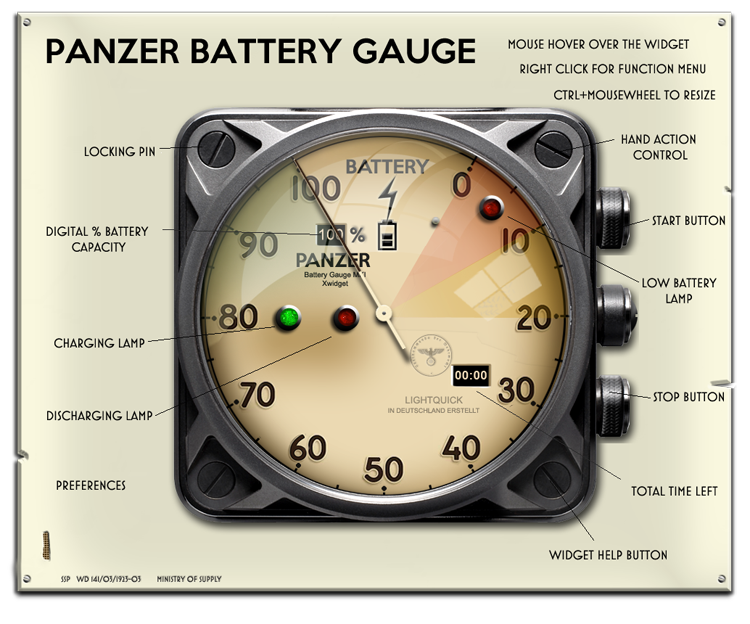 PANZER BATTERY GAUGE
MOUSE HOVER OVER THE WIDGET
RIGHT CLICK FOR FUNCTION MENU
CTRL+MOUSEWHEEL TO RESIZE
LOCKING PIN
HAND ACTION
CONTROL
BATTERY
100
0
DIGITAL % BATTERY
CAPACITY
100 %
90
10
START BUTTON
PANZER
Battery Gauge
Xwidget
LOW BATTERY
LAMP
80
20
CHARGING LAMP
00:00
70
30
STOP BUTTON
LIGHTQUICK
IN DEUTSCHLAND ERSTELLT
DISCHARGING LAMP
60
40
50
PREFERENCES
TOTAL TIME LEFT
WIDGET HELP BUTTON
SSP WD 141/03/1923-03 MINISTRY OF SUPPLY